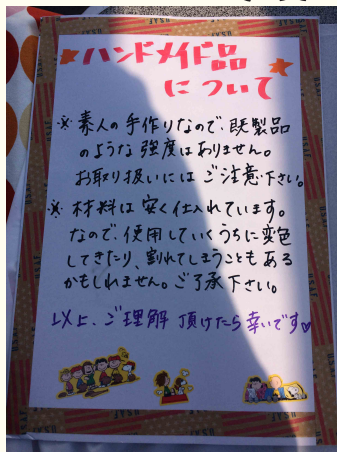 ハンドメイド品
について
※ 素人の手作りなので、既製品
のような強度はありません。
お取り扱いにはご注意下さい。
※ 材料は安く仕入れています。
なので、使用していくうちに変色
してきたり、割れてしまうこともある
かもしれません。ご了承下さい。
以上、ご理解頂けたら幸いです♡